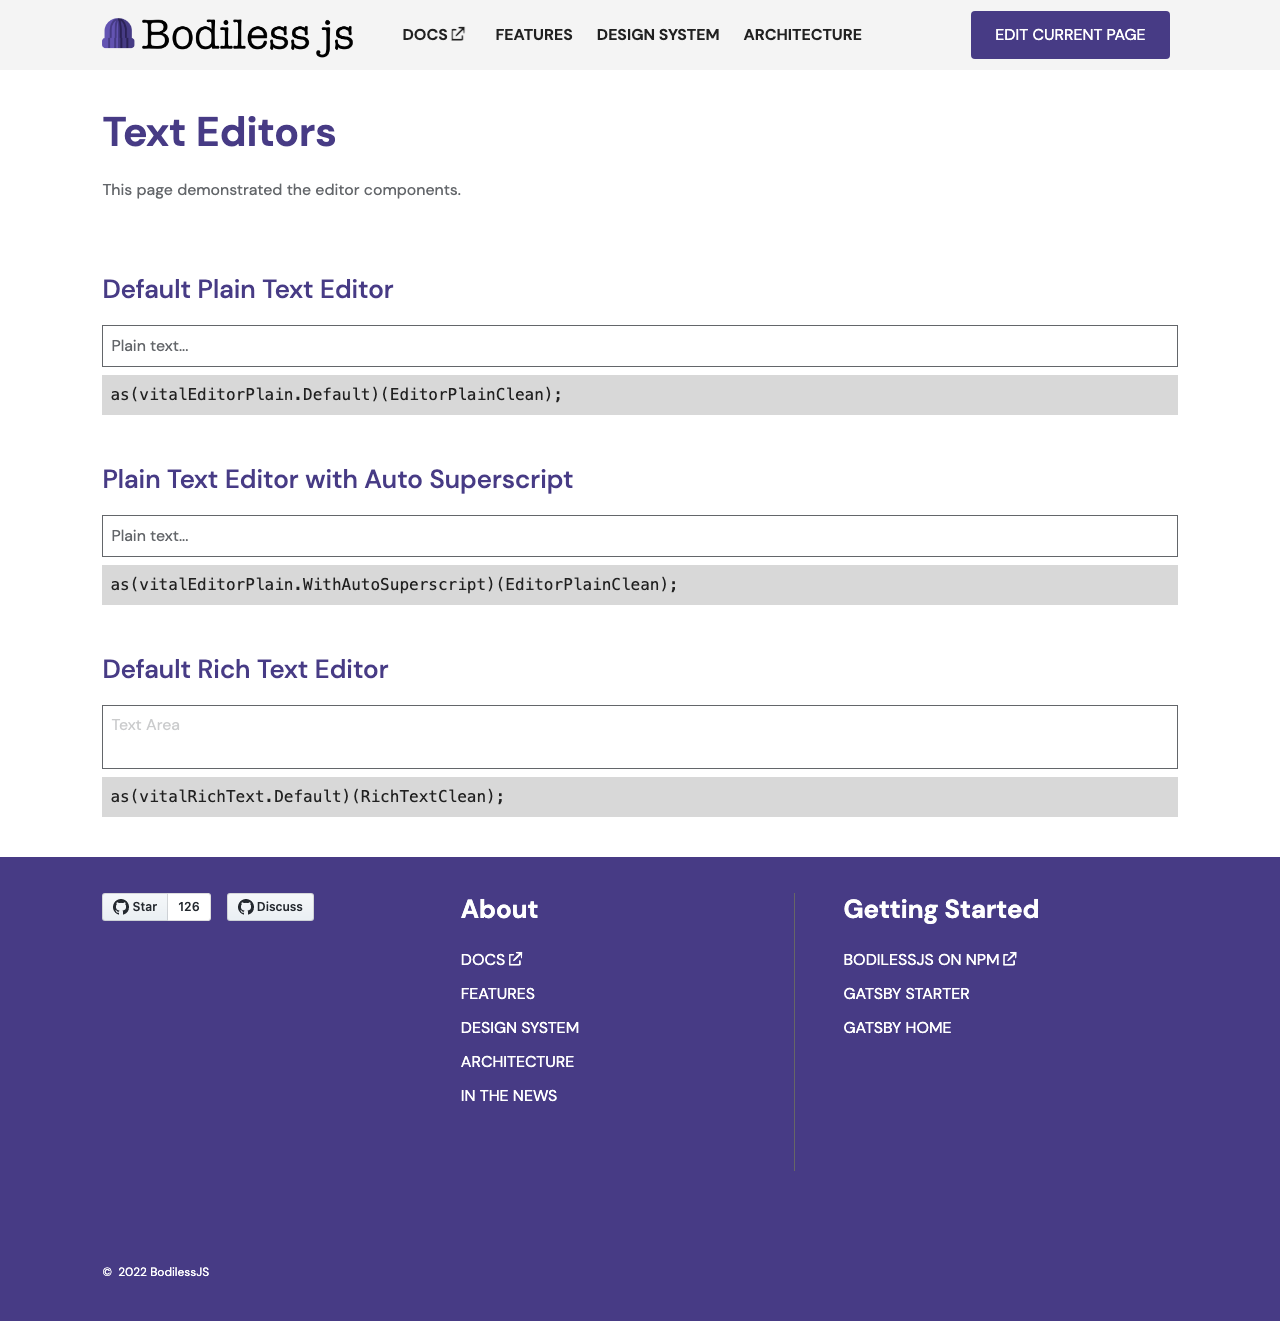 Bodiless js
DOCS FEATURES DESIGN SYSTEM ARCHITECTURE EDIT CURRENT PAGE
Text Editors
This page demonstrated the editor components.
Default Plain Text Editor
Plain text...
as(vitalEditorPlain.Default)(EditorPlainClean);
Plain Text Editor with Auto Superscript
Plain text...
as(vitalEditorPlain.WithAutoSuperscript)(EditorPlainClean);
Default Rich Text Editor
Text Area
as(vitalRichText.Default)(RichTextClean);
Star 126 Discuss
About
DOCS
FEATURES
DESIGN SYSTEM
ARCHITECTURE
IN THE NEWS
Getting Started
BODILESSJS ON NPM
GATSBY STARTER
GATSBY HOME
© 2022 BodilessJS